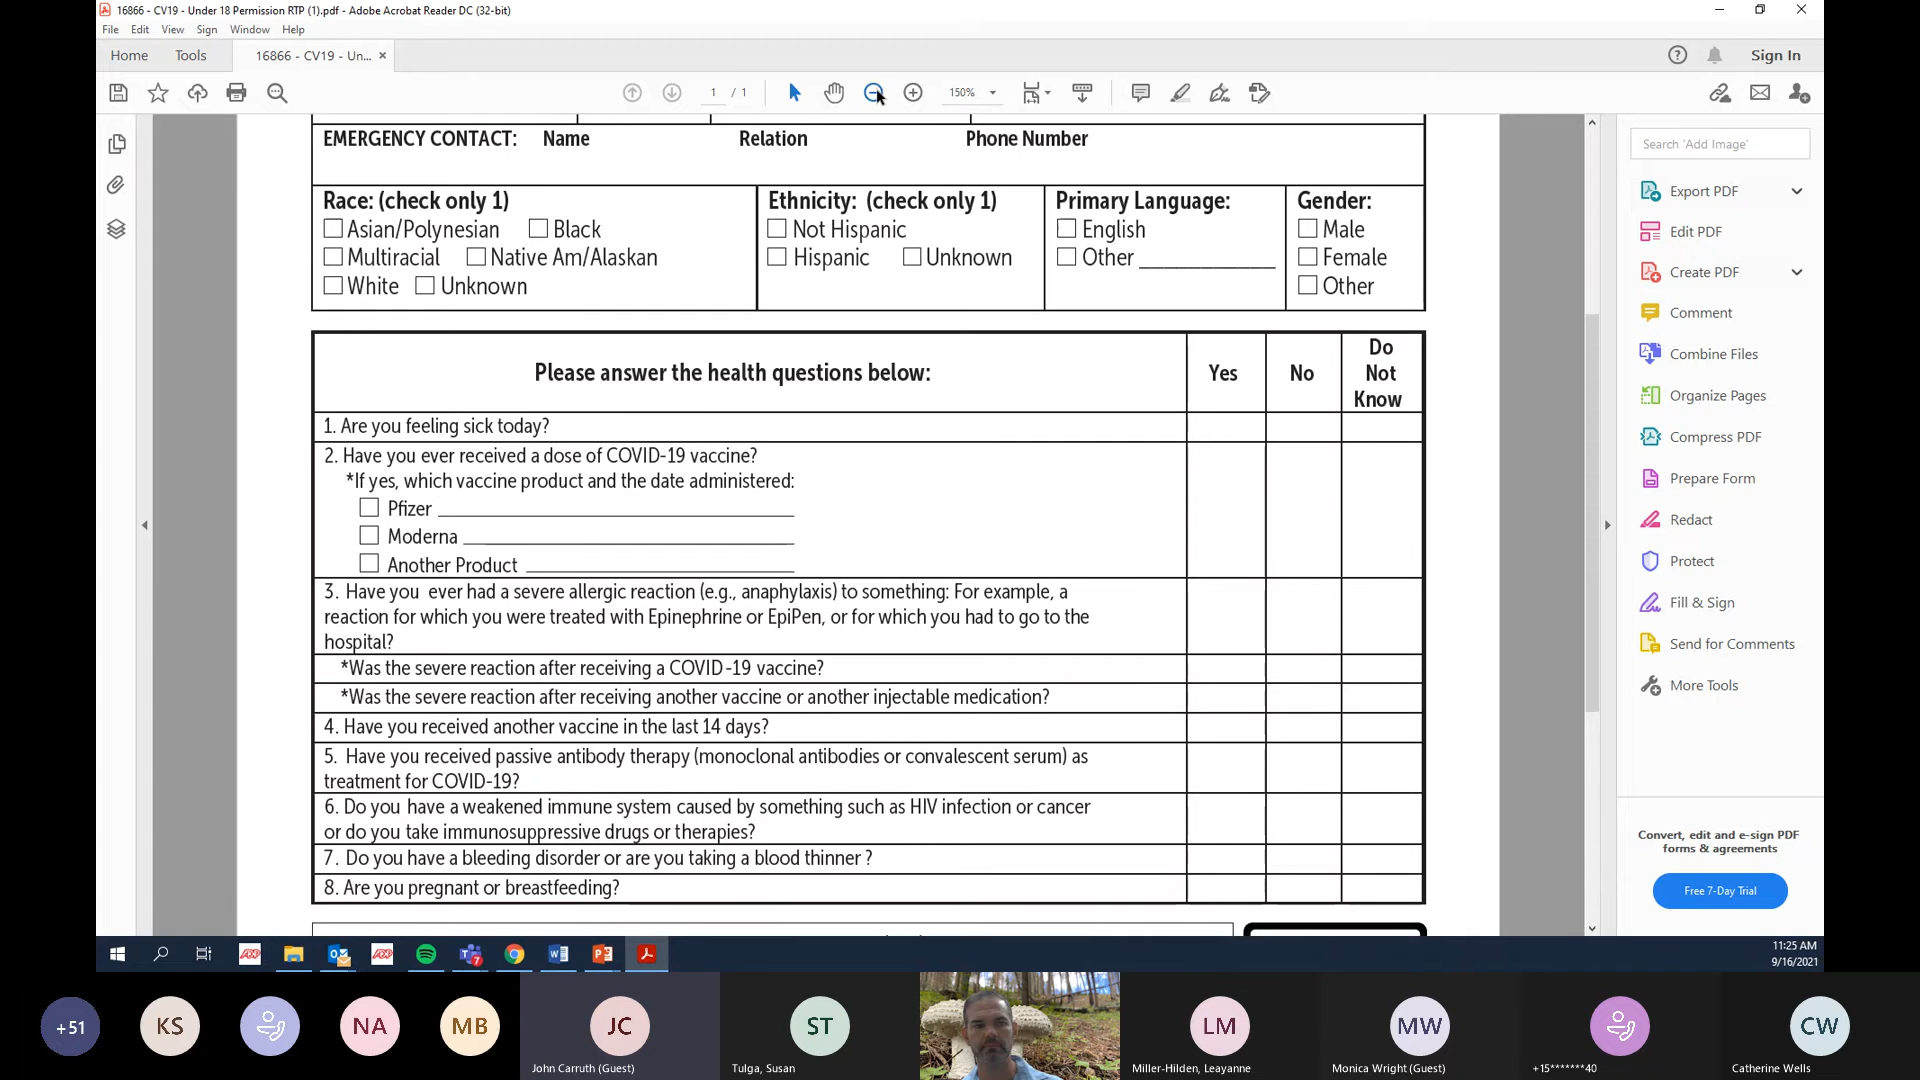 16866 - CV19 - Under 18 Permission RTP (1).pdf - Adobe Acrobat Reader DC (32-bit)
File Edit View Sign Window Help
Home Tools 16866 - CV19 - Un... × Sign In
1 / 1 150%
EMERGENCY CONTACT: Name Relation Phone Number
Race: (check only 1) Ethnicity: (check only 1) Primary Language: Gender:
Asian/Polynesian Black Not Hispanic English Male
Multiracial Native Am/Alaskan Hispanic Unknown Other ____________ Female
White Unknown Other
Please answer the health questions below: Yes No Do Not Know
1. Are you feeling sick today?
2. Have you ever received a dose of COVID-19 vaccine?
*If yes, which vaccine product and the date administered:
Pfizer
Moderna
Another Product
3. Have you ever had a severe allergic reaction (e.g., anaphylaxis) to something: For example, a
reaction for which you were treated with Epinephrine or EpiPen, or for which you had to go to the
hospital?
*Was the severe reaction after receiving a COVID-19 vaccine?
*Was the severe reaction after receiving another vaccine or another injectable medication?
4. Have you received another vaccine in the last 14 days?
5. Have you received passive antibody therapy (monoclonal antibodies or convalescent serum) as
treatment for COVID-19?
6. Do you have a weakened immune system caused by something such as HIV infection or cancer
or do you take immunosuppressive drugs or therapies?
7. Do you have a bleeding disorder or are you taking a blood thinner ?
8. Are you pregnant or breastfeeding?
Search 'Add Image'
Export PDF
Edit PDF
Create PDF
Comment
Combine Files
Organize Pages
Compress PDF
Prepare Form
Redact
Protect
Fill & Sign
Send for Comments
More Tools
Convert, edit and e-sign PDF
forms & agreements
Free 7-Day Trial
11:25 AM
9/16/2021
+51 KS NA MB JC ST LM MW CW
John Carruth (Guest) Tulga, Susan Miller-Hilden, Leayanne Monica Wright (Guest) +15*******40 Catherine Wells